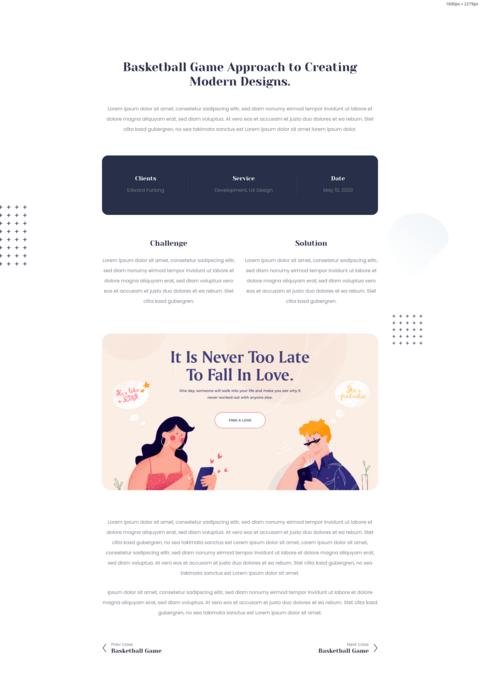 1680px × 2279px
Basketball Game Approach to Creating
Modern Designs.
Lorem ipsum dolor sit amet, consetetur sadipscing elitr, sed diam nonumy eirmod tempor invidunt ut labore et
dolore magna aliquyam erat, sed diam voluptua. At vero eos et accusam et justo duo dolores et ea rebum. Stet
clita kasd gubergren, no sea takimata sanctus est Lorem ipsum dolor sit amet lorem ipsum dolor.
Clients
Service
Date
Edward Furlong
Development, UX Design
May 10, 2020
Challenge
Lorem ipsum dolor sit amet, consetetur sadipscing elitr,
sed diam nonumy eirmod tempor invidunt ut labore et
dolore magna aliquyam erat, sed diam voluptua. At vero
eos et accusam et justo duo dolores et ea rebum. Stet
clita kasd gubergren.
Solution
Lorem ipsum dolor sit amet, consetetur sadipscing elitr,
sed diam nonumy eirmod tempor invidunt ut labore et
dolore magna aliquyam erat, sed diam voluptua. At vero
eos et accusam et justo duo dolores et ea rebum. Stet
clita kasd gubergren.
It Is Never Too Late
To Fall In Love.
One day, someone will walk into your life and make you see why it
never worked out with anyone else.
FIND A LOVE
He's like
a STAR
She's
fantastic
Lorem ipsum dolor sit amet, consetetur sadipscing elitr, sed diam nonumy eirmod tempor invidunt ut labore et
dolore magna aliquyam erat, sed diam voluptua. At vero eos et accusam et justo duo dolores et ea rebum. Stet
clita kasd gubergren, no sea takimata sanctus est Lorem ipsum dolor sit amet. Lorem ipsum dolor sit amet,
consetetur sadipscing elitr, sed diam nonumy eirmod tempor invidunt ut labore et dolore magna aliquyam erat,
sed diam voluptua. At vero eos et accusam et justo duo dolores et ea rebum. Stet clita kasd gubergren, no sea
takimata sanctus est Lorem ipsum dolor sit amet.
Ipsum dolor sit amet, consetetur sadipscing elitr, sed diam nonumy eirmod tempor invidunt ut labore et dolore
magna aliquyam erat, sed diam voluptua. At vero eos et accusam et justo duo dolores et ea rebum. Stet clita kasd
gubergren, no sea takimata sanctus est Lorem ipsum dolor sit amet.
Prev case
Basketball Game
Next case
Basketball Game